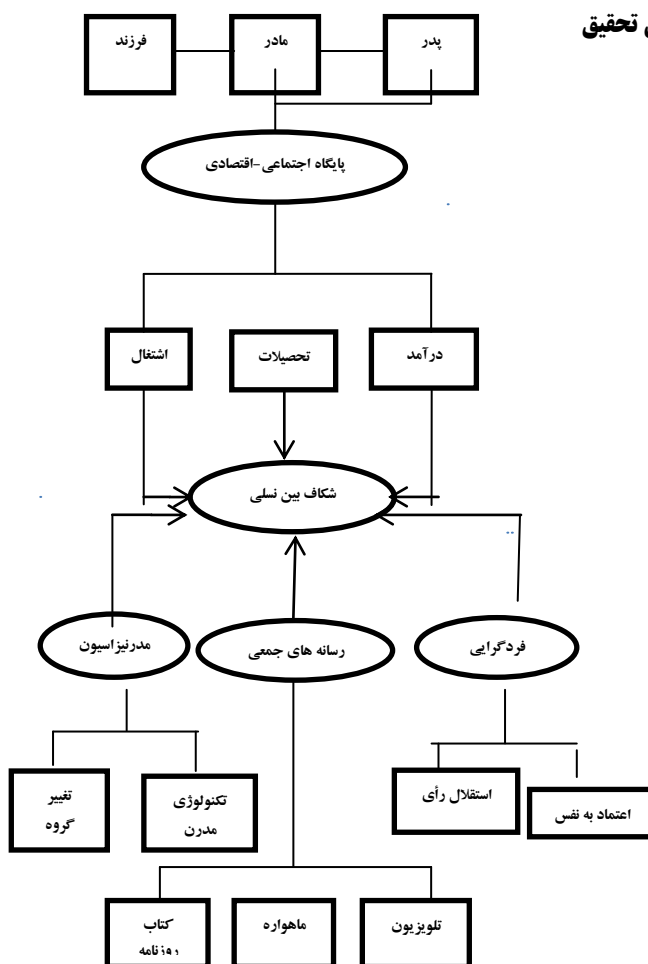 تحقیق
پدر
مادر
فرزند
پایگاه اجتماعی-اقتصادی
درآمد
تحصیلات
اشتغال
شکاف بین نسلی
فردگرایی
رسانه های جمعی
مدرنیزاسیون
اعتماد به نفس
استقلال رأی
تکنولوژی
مدرن
تغییر
گروه
تلویزیون
ماهواره
کتاب
روزنامه